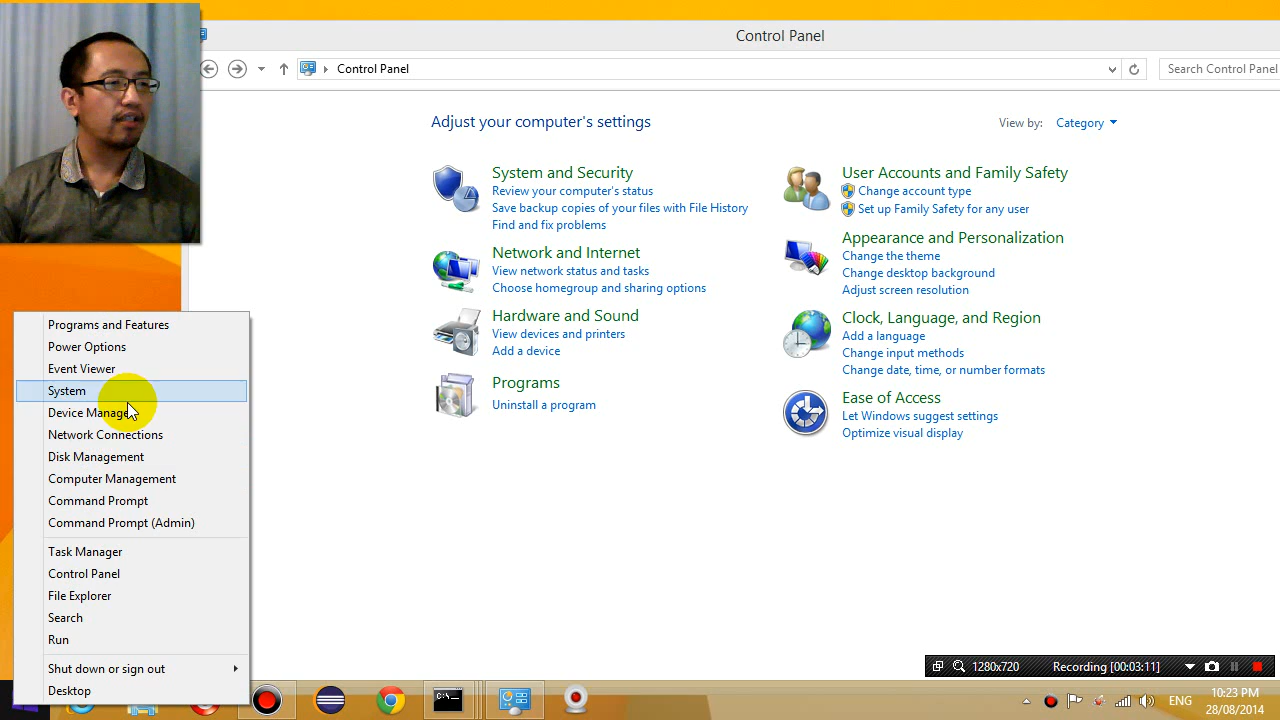 Control Panel
Control Panel
Search Control Panel
Adjust your computer's settings
View by: Category
System and Security
Review your computer's status
Save backup copies of your files with File History
Find and fix problems
Network and Internet
View network status and tasks
Choose homegroup and sharing options
Hardware and Sound
View devices and printers
Add a device
Programs
Uninstall a program
User Accounts and Family Safety
Change account type
Set up Family Safety for any user
Appearance and Personalization
Change the theme
Change desktop background
Adjust screen resolution
Clock, Language, and Region
Add a language
Change input methods
Change date, time, or number formats
Ease of Access
Let Windows suggest settings
Optimize visual display
Programs and Features
Power Options
Event Viewer
System
Device Manager
Network Connections
Disk Management
Computer Management
Command Prompt
Command Prompt (Admin)
Task Manager
Control Panel
File Explorer
Search
Run
Shut down or sign out
Desktop
1280x720 Recording [00:03:11]
ENG
10:23 PM
28/08/2014